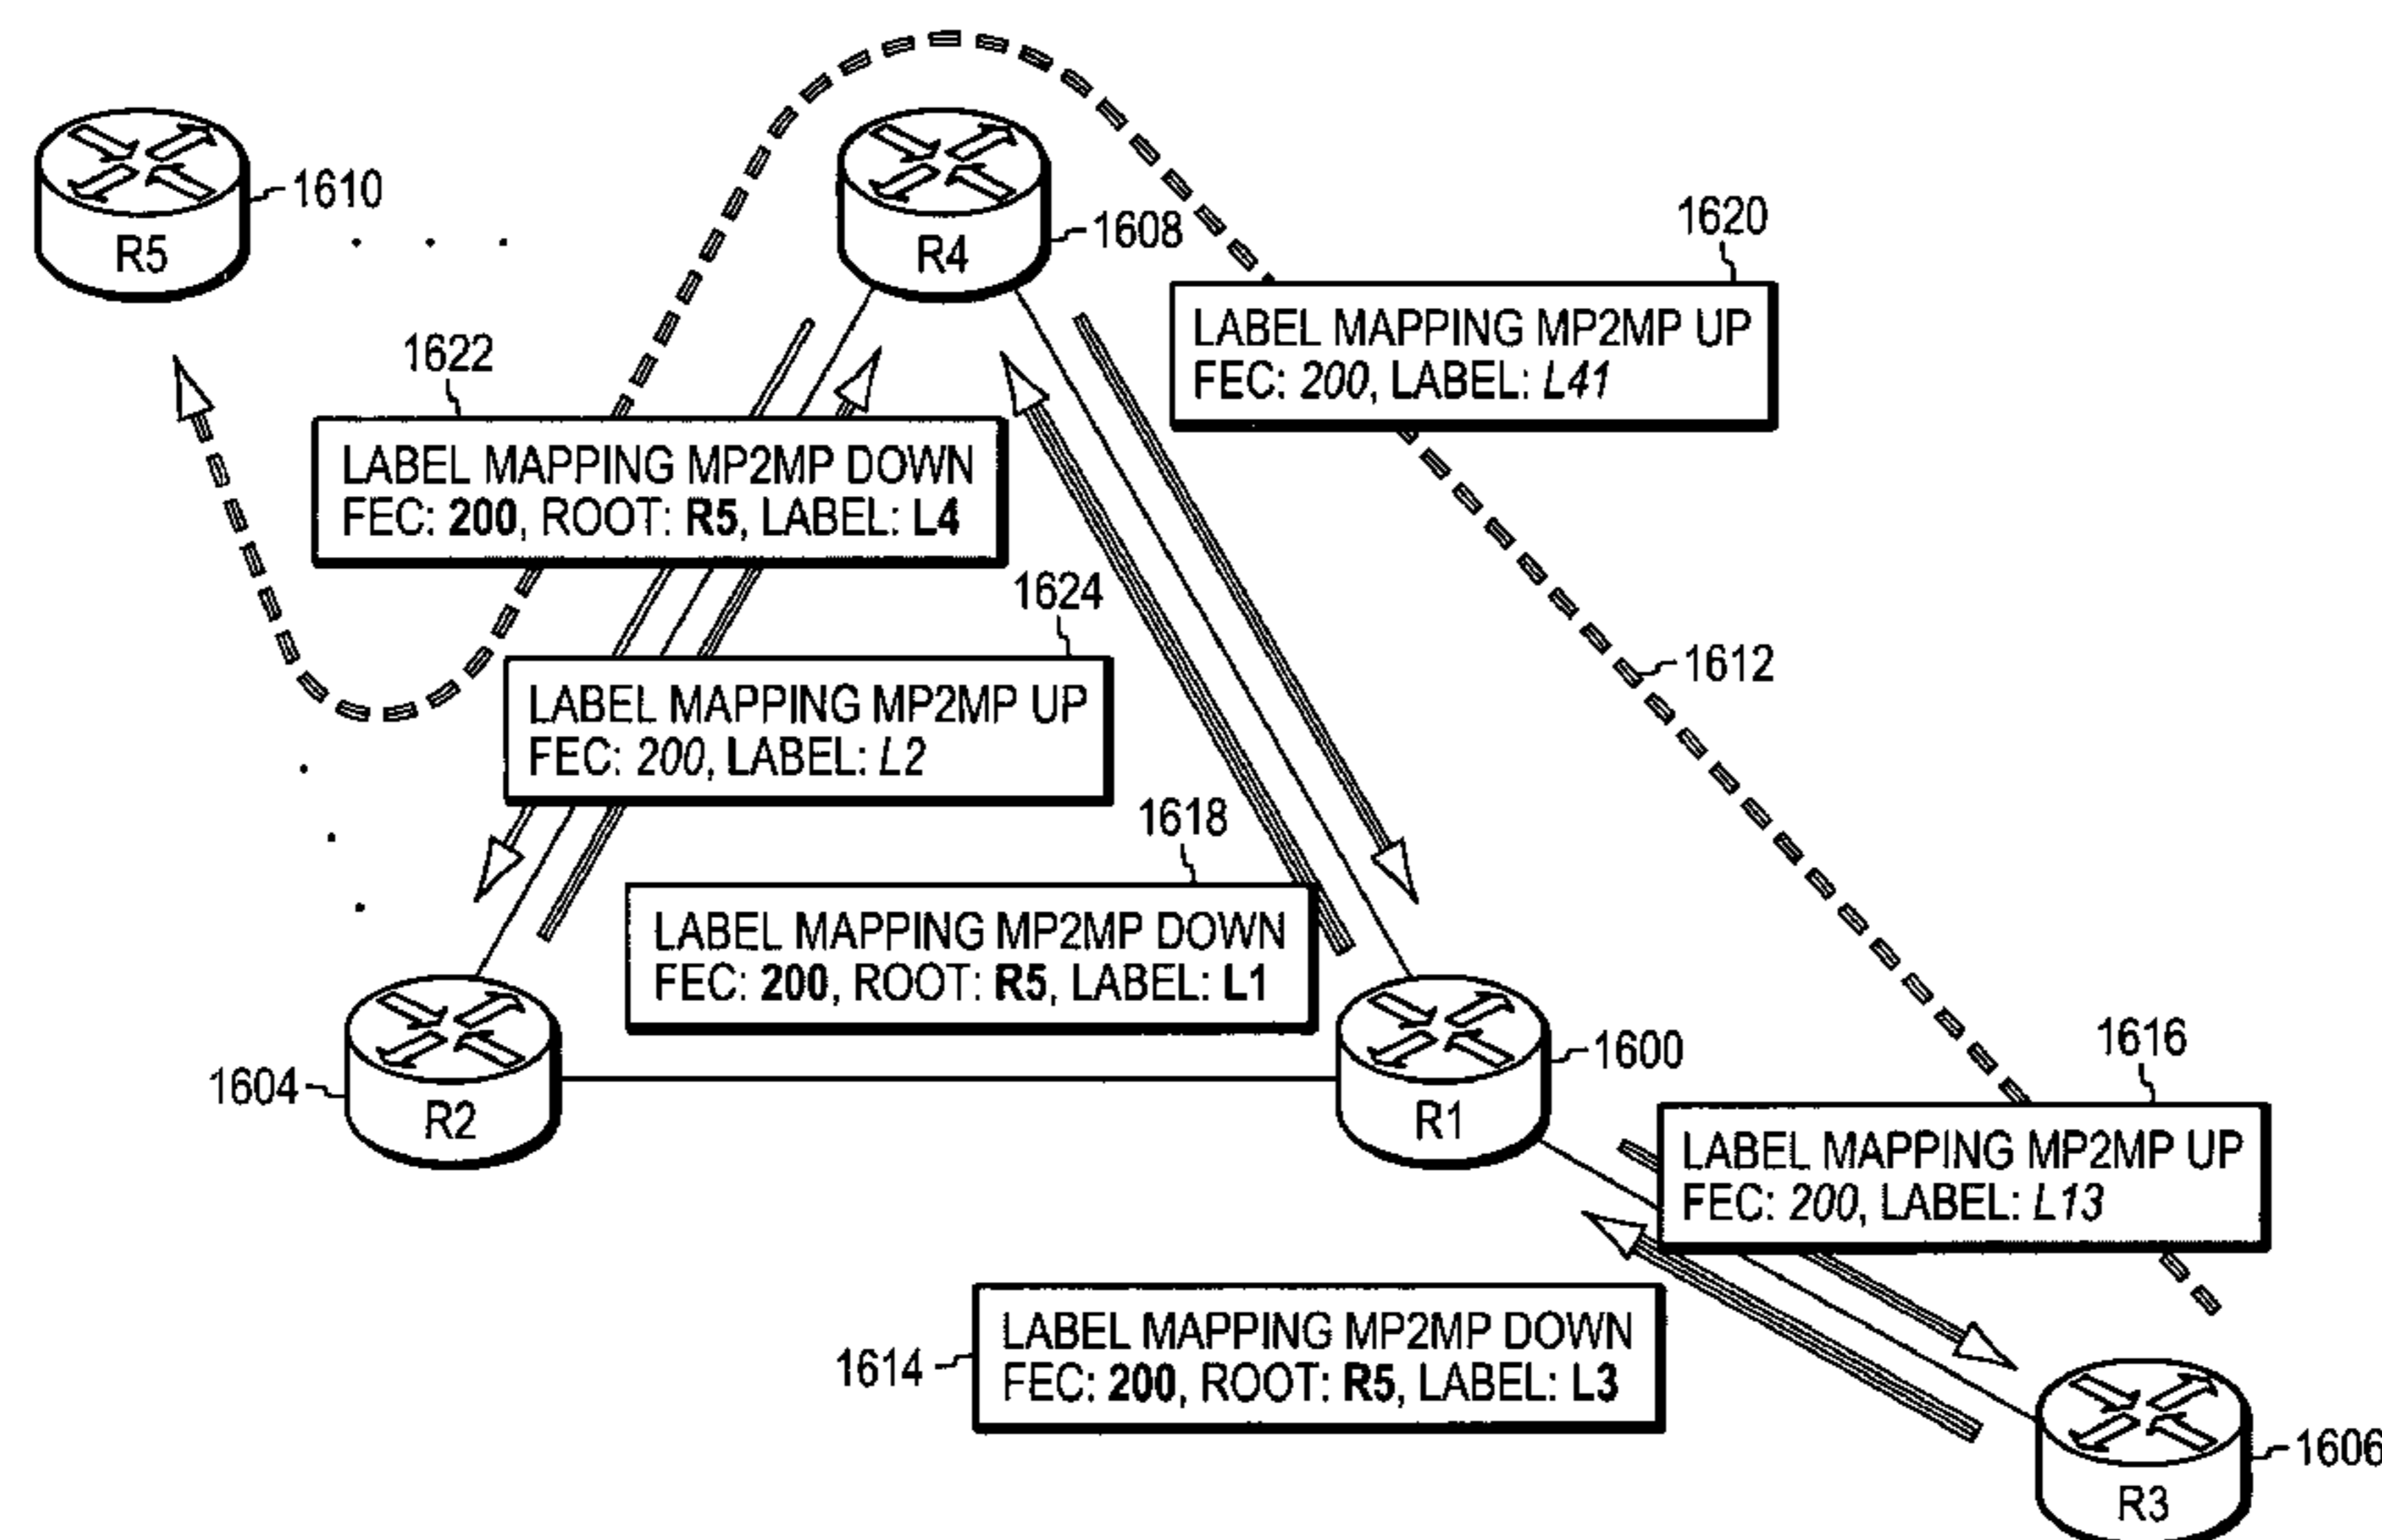 1610
R5
1608
R4
1620
LABEL MAPPING MP2MP UP
FEC: 200, LABEL: L41
1622
LABEL MAPPING MP2MP DOWN
FEC: 200, ROOT: R5, LABEL: L4
1624
LABEL MAPPING MP2MP UP
FEC: 200, LABEL: L2
1612
1618
LABEL MAPPING MP2MP DOWN
FEC: 200, ROOT: R5, LABEL: L1
1604
R2
1600
R1
1616
LABEL MAPPING MP2MP UP
FEC: 200, LABEL: L13
1614
LABEL MAPPING MP2MP DOWN
FEC: 200, ROOT: R5, LABEL: L3
1606
R3